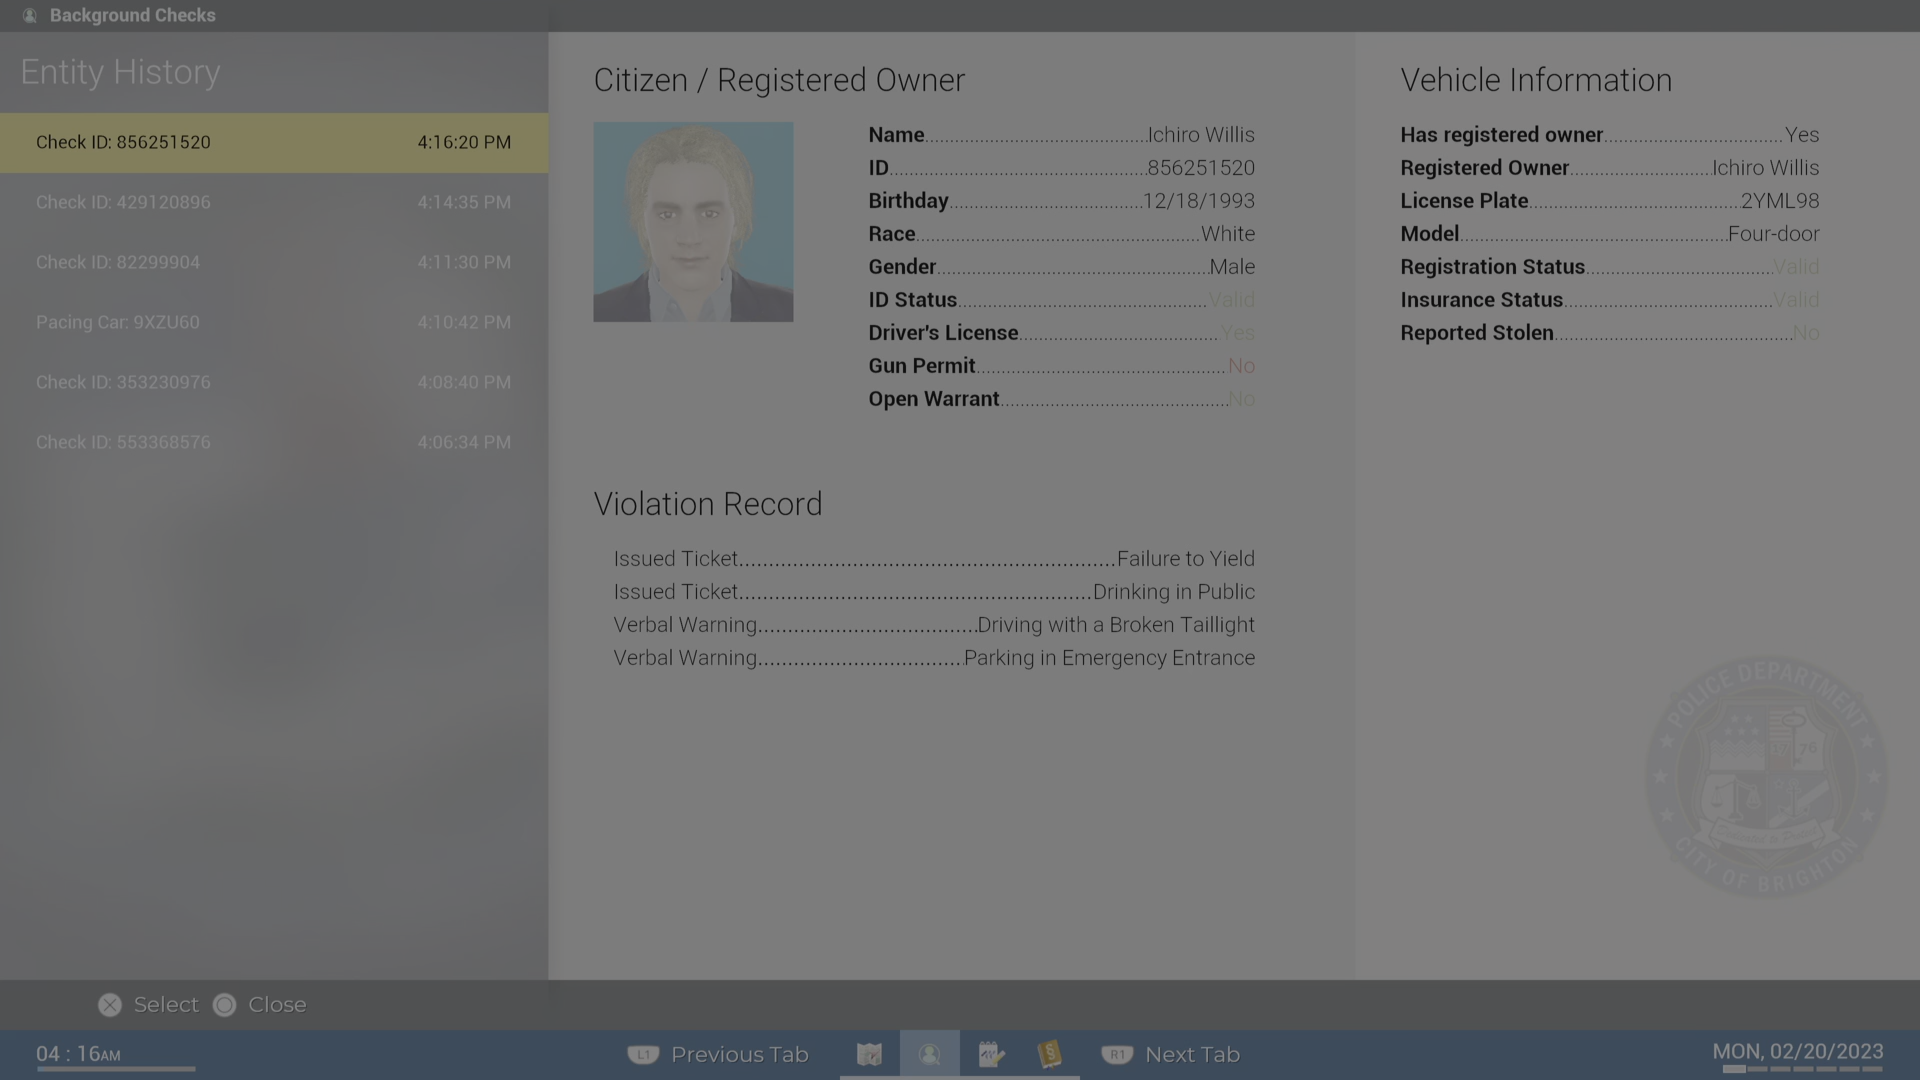 Background Checks
Entity History
Check ID: 856251520 4:16:20 PM
Check ID: 429120896 4:14:35 PM
Check ID: 82299904 4:11:30 PM
Pacing Car: 9XZU60 4:10:42 PM
Check ID: 353230976 4:08:40 PM
Check ID: 553368576 4:06:34 PM
Citizen / Registered Owner
Name Ichiro Willis
ID 856251520
Birthday 12/18/1993
Race White
Gender Male
ID Status Valid
Driver's License Yes
Gun Permit No
Open Warrant No
Violation Record
Issued Ticket Failure to Yield
Issued Ticket Drinking in Public
Verbal Warning Driving with a Broken Taillight
Verbal Warning Parking in Emergency Entrance
Vehicle Information
Has registered owner Yes
Registered Owner Ichiro Willis
License Plate 2YML98
Model Four-door
Registration Status Valid
Insurance Status Valid
Reported Stolen No
POLICE DEPARTMENT
1776
CITY OF BRIGHTON
Select Close
04 : 16AM
L1 Previous Tab
R1 Next Tab
MON, 02/20/2023